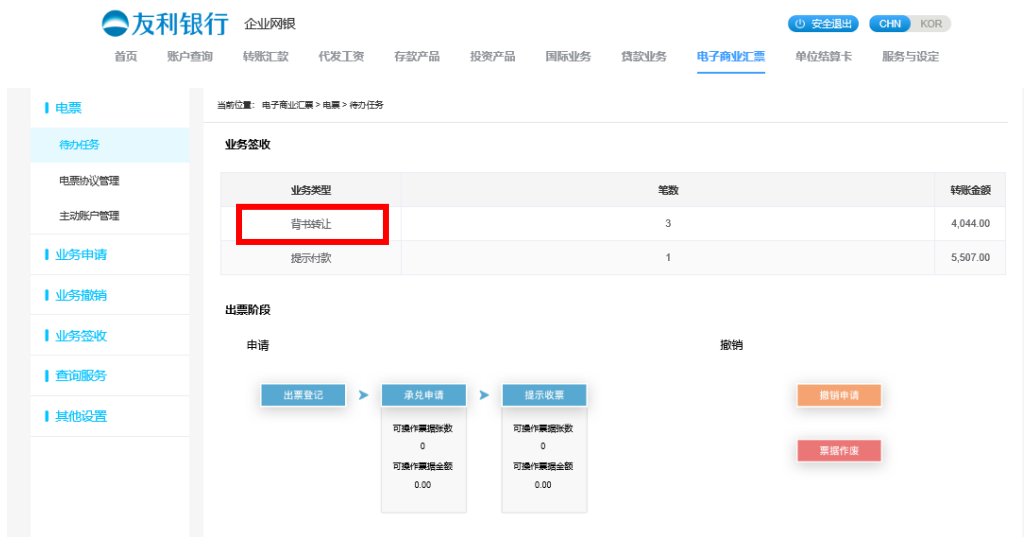 友利银行 企业网银 安全退出 CHN KOR
首页 账户查询 转账汇款 代发工资 存款产品 投资产品 国际业务 贷款业务 电子商业汇票 单位结算卡 服务与设定
电票
待办任务
电票协议管理
主动账户管理
业务申请
业务撤销
业务签收
查询服务
其他设置
当前位置: 电子商业汇票 > 电票 > 待办任务
业务签收
业务类型 笔数 转账金额
背书转让 3 4,044.00
提示付款 1 5,507.00
出票阶段
申请 撤销
出票登记 承兑申请 提示收票 撤销申请
可操作票据张数 可操作票据张数
0 0
票据作废
可操作票据金额 可操作票据金额
0.00 0.00